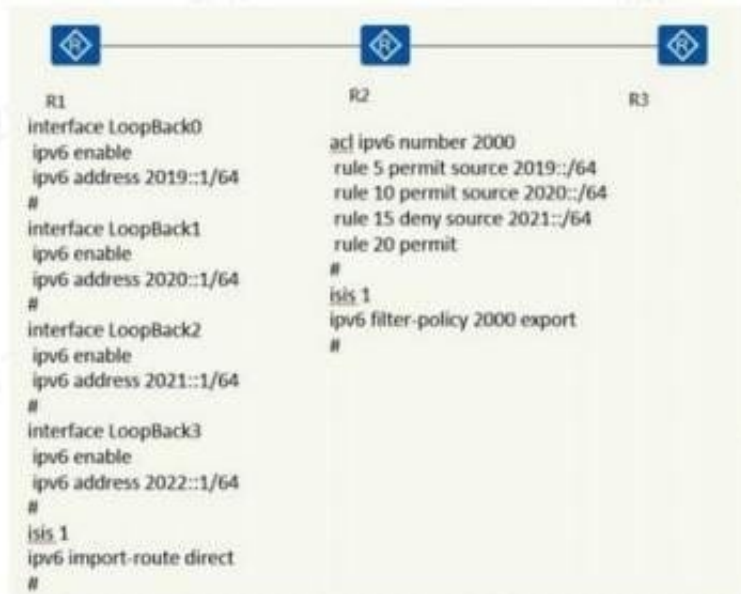 R1
interface LoopBack0
ipv6 enable
ipv6 address 2019::1/64
#
interface LoopBack1
ipv6 enable
ipv6 address 2020::1/64
#
interface LoopBack2
ipv6 enable
ipv6 address 2021::1/64
#
interface LoopBack3
ipv6 enable
ipv6 address 2022::1/64
#
isis 1
ipv6 import-route direct
#
R2
acl ipv6 number 2000
rule 5 permit source 2019::/64
rule 10 permit source 2020::/64
rule 15 deny source 2021::/64
rule 20 permit
#
isis 1
ipv6 filter-policy 2000 export
#
R3